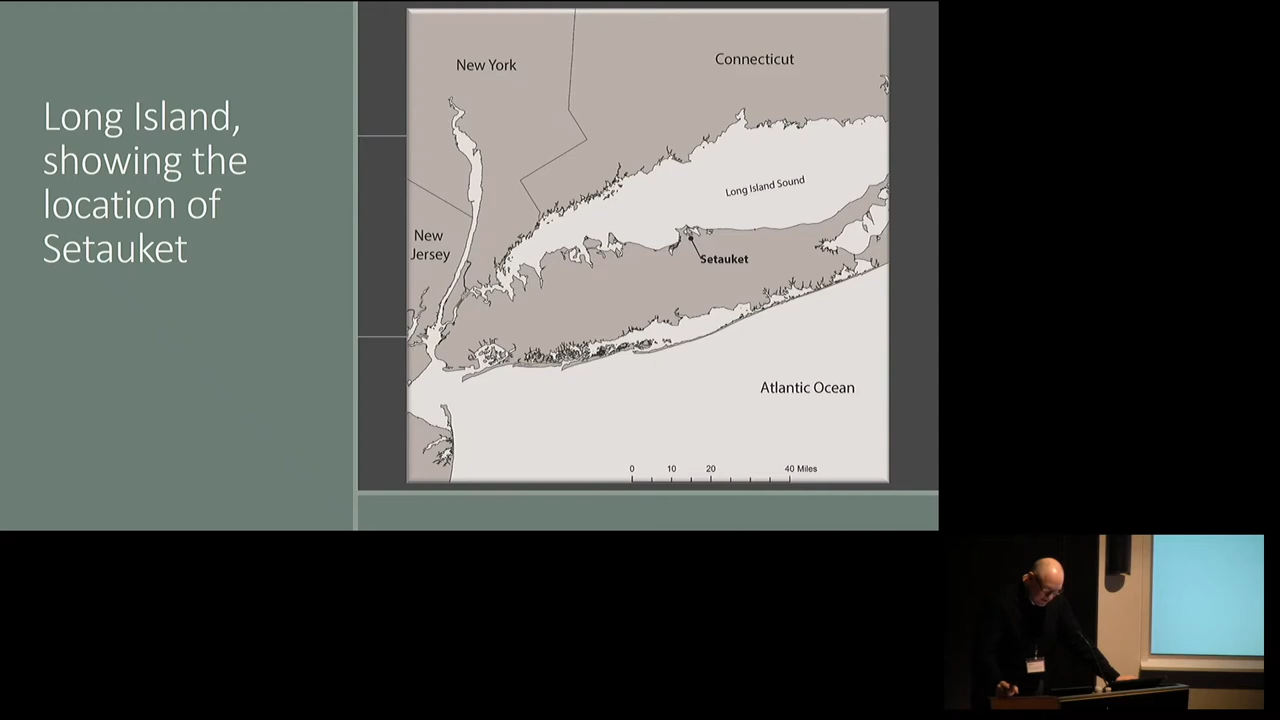 Long Island,
showing the
location of
Setauket
New York
Connecticut
Long Island Sound
New
Jersey
Setauket
Atlantic Ocean
0 10 20 40 Miles